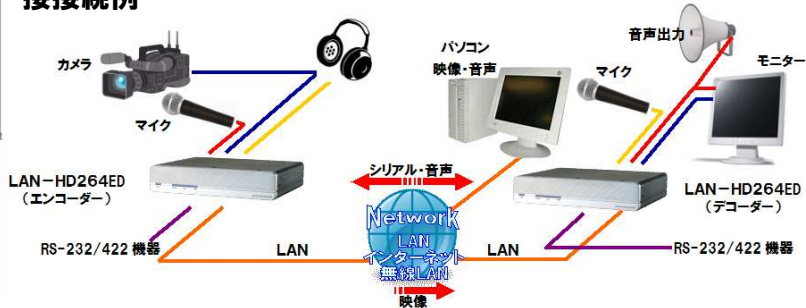 接続例
カメラ
マイク
LAN-HD264ED
(エンコーダー)
RS-232/422 機器
LAN
シリアル・音声
Network
LAN
インターネット
無線LAN
映像
LAN
パソコン
映像・音声
マイク
音声出力
モニター
LAN-HD264ED
(デコーダー)
RS-232/422 機器